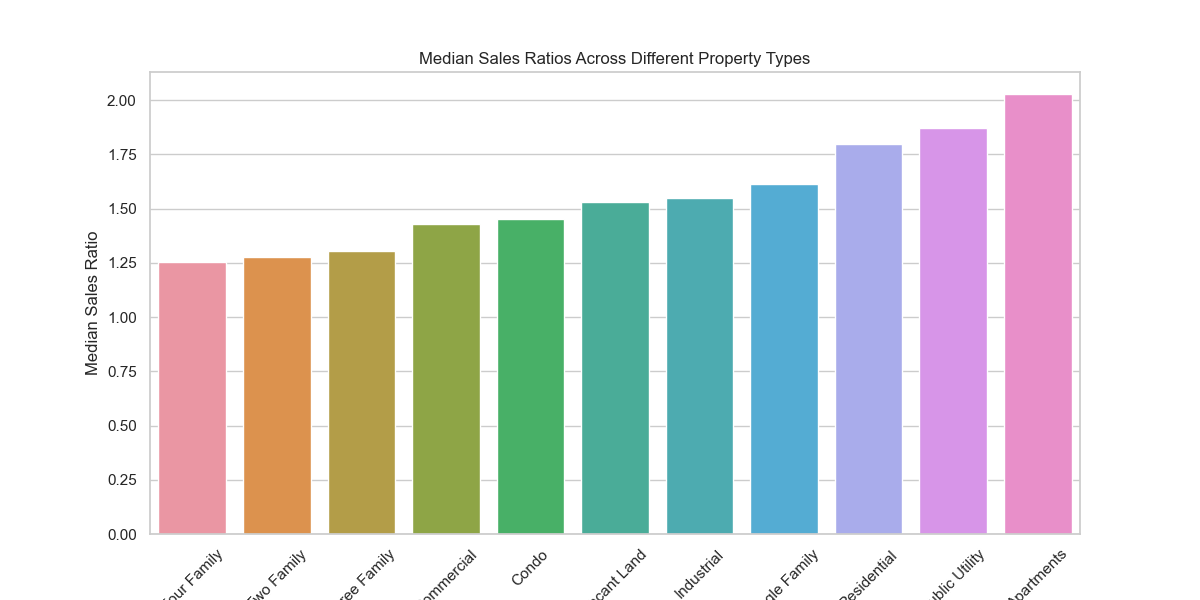 Median Sales Ratios Across Different Property Types
Median Sales Ratio
2.00
1.75
1.50
1.25
1.00
0.75
0.50
0.25
0.00
our Family
Two Family
ree Family
ommercial
Condo
cant Land
Industrial
gle Family
Residential
blic Utility
Apartments